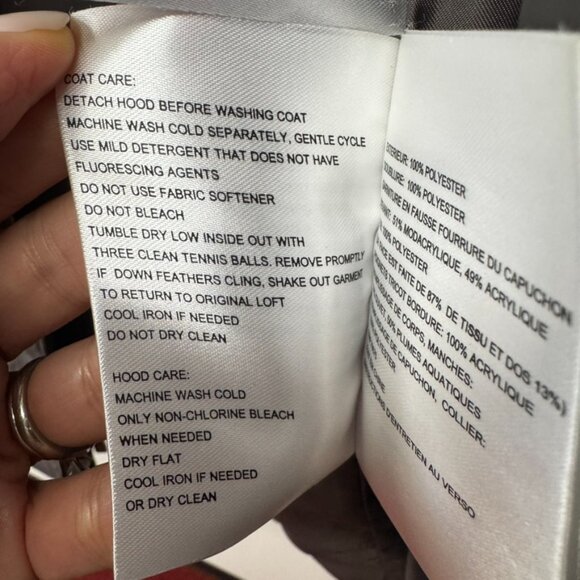 COAT CARE:
DETACH HOOD BEFORE WASHING COAT
MACHINE WASH COLD SEPARATELY, GENTLE CYCLE
USE MILD DETERGENT THAT DOES NOT HAVE
FLUORESCING AGENTS
DO NOT USE FABRIC SOFTENER
DO NOT BLEACH
TUMBLE DRY LOW INSIDE OUT WITH
THREE CLEAN TENNIS BALLS. REMOVE PROMPTLY
IF DOWN FEATHERS CLING, SHAKE OUT GARMENT
TO RETURN TO ORIGINAL LOFT
COOL IRON IF NEEDED
DO NOT DRY CLEAN
HOOD CARE:
MACHINE WASH COLD
ONLY NON-CHLORINE BLEACH
WHEN NEEDED
DRY FLAT
COOL IRON IF NEEDED
OR DRY CLEAN
: 100% POLYESTER
: 100% POLYESTER
EN FAUSSE FOURRURE DU CAPUCHON
: 51% MODACRYLIQUE, 49% ACRYLIQUE
100% POLYESTER
EST FAITE DE 87% DE TISSU ET DOS 13%)
TRICOT BORDURE: 100% ACRYLIQUE
DE CORPS, MANCHES:
PLUMES AQUATIQUES
DE CAPUCHON, COLLIER:
POLYESTER
D'ENTRETIEN AU VERSO